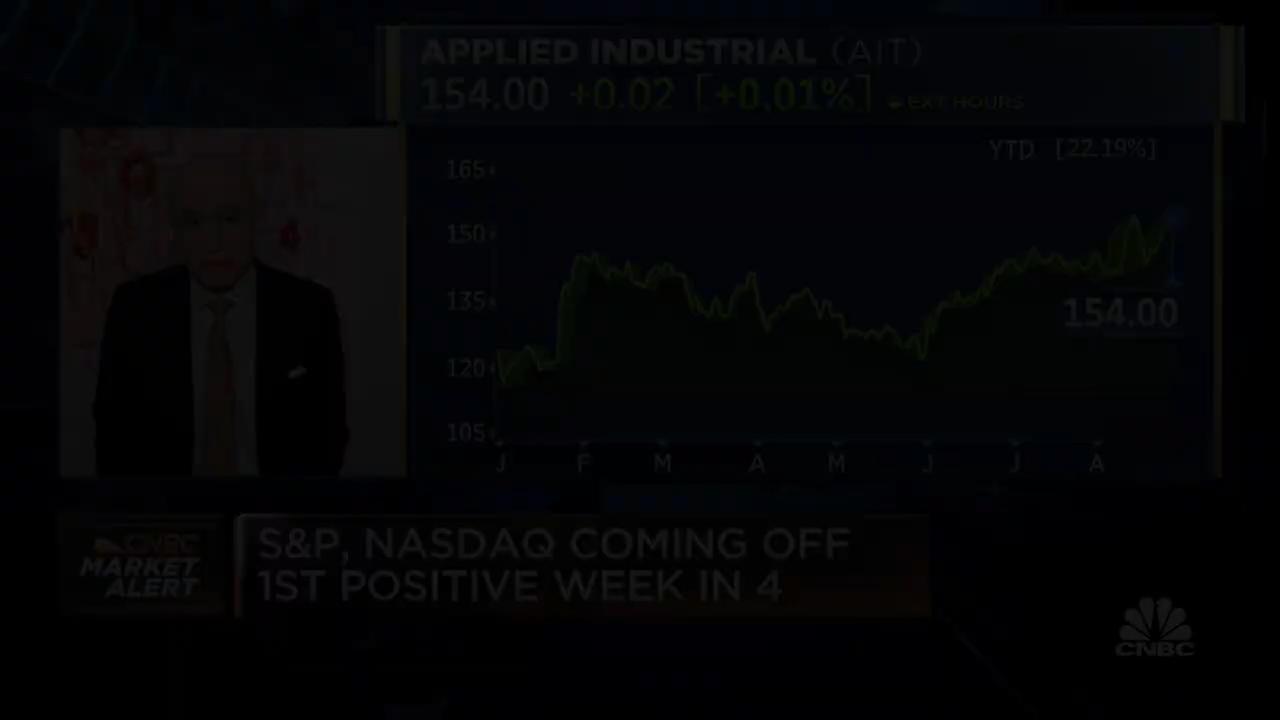 APPLIED INDUSTRIAL (AIT)
154.00 +0.02 [+0.01%] EXT HOURS
YTD [22.19%]
165
150
135
154.00
120
105
J F M A M J J A
CNBC
MARKET
ALERT
S&P, NASDAQ COMING OFF
1ST POSITIVE WEEK IN 4
CNBC